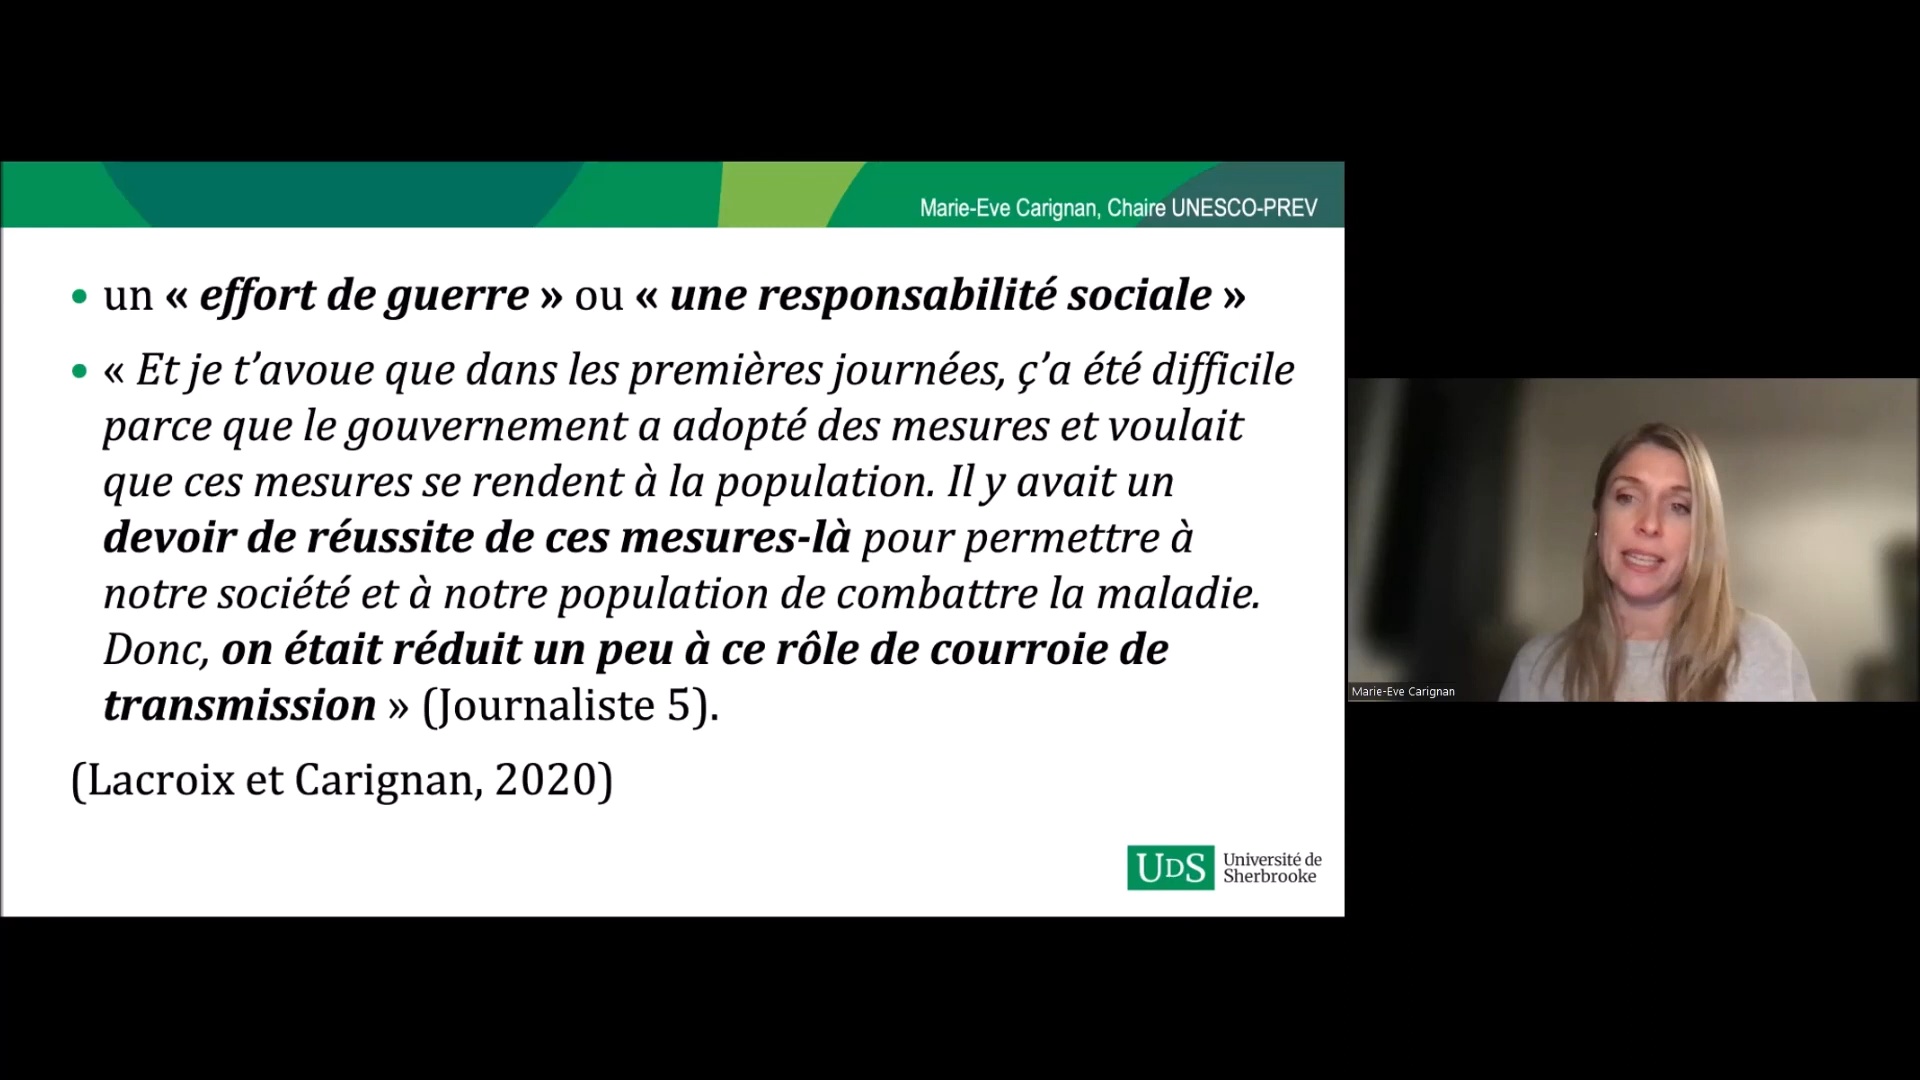 Marie-Eve Carignan, Chaire UNESCO-PREV
• un « effort de guerre » ou « une responsabilité sociale »
• « Et je t’avoue que dans les premières journées, ç’a été difficile
parce que le gouvernement a adopté des mesures et voulait
que ces mesures se rendent à la population. Il y avait un
devoir de réussite de ces mesures-là pour permettre à
notre société et à notre population de combattre la maladie.
Donc, on était réduit un peu à ce rôle de courroie de
transmission » (Journaliste 5).
(Lacroix et Carignan, 2020)
UDS Université de
Sherbrooke
Marie-Eve Carignan